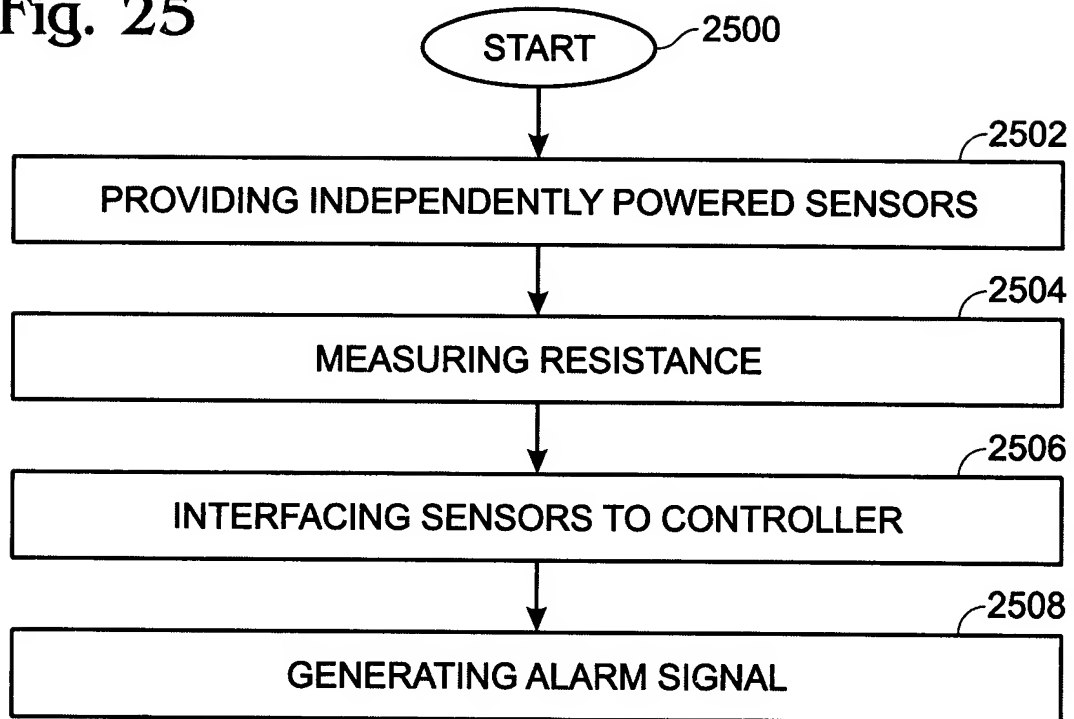 Fig. 25
START
2500
2502
PROVIDING INDEPENDENTLY POWERED SENSORS
2504
MEASURING RESISTANCE
2506
INTERFACING SENSORS TO CONTROLLER
2508
GENERATING ALARM SIGNAL